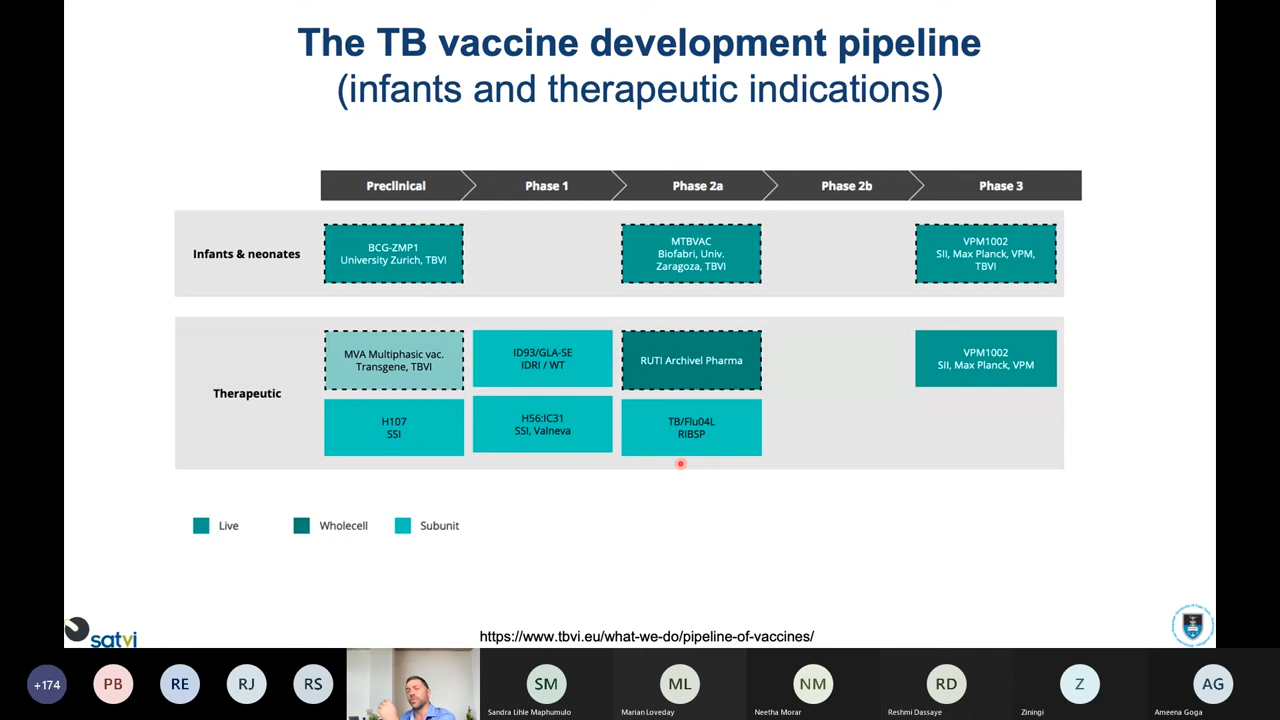 The TB vaccine development pipeline
(infants and therapeutic indications)
Preclinical
Phase 1
Phase 2a
Phase 2b
Phase 3
Infants & neonates
BCG-ZMP1
University Zurich, TBVI
MTBVAC
Biofabri, Univ.
Zaragoza, TBVI
VPM1002
SII, Max Planck, VPM,
TBVI
Therapeutic
MVA Multiphasic vac.
Transgene, TBVI
ID93/GLA-SE
IDRI / WT
RUTI Archivel Pharma
VPM1002
SII, Max Planck, VPM
H107
SSI
H56:IC31
SSI, Valneva
TB/Flu04L
RIBSP
Live
Wholecell
Subunit
satvi
https://www.tbvi.eu/what-we-do/pipeline-of-vaccines/
+174
PB
RE
RJ
RS
SM
Sandra Lihle Maphumulo
ML
Marian Loveday
NM
Neetha Morar
RD
Reshmi Dassaye
Z
Ziningi
AG
Ameena Goga